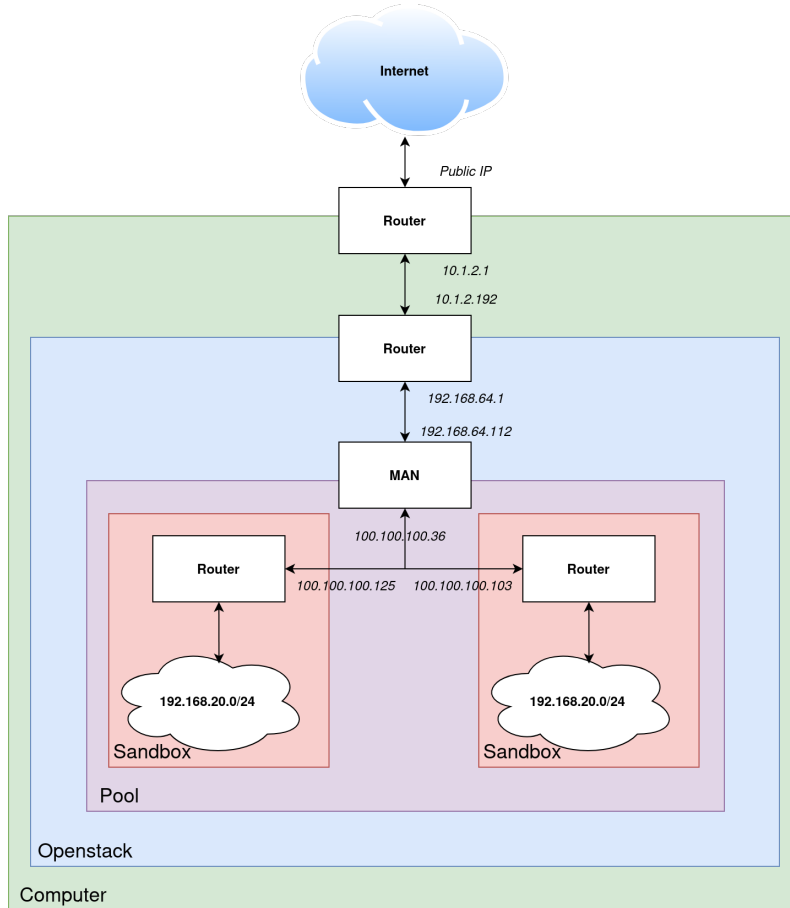 Internet
Public IP
Router
10.1.2.1
10.1.2.192
Router
192.168.64.1
192.168.64.112
MAN
100.100.100.36
Router
Router
100.100.100.125
100.100.100.103
192.168.20.0/24
192.168.20.0/24
Sandbox
Sandbox
Pool
Openstack
Computer